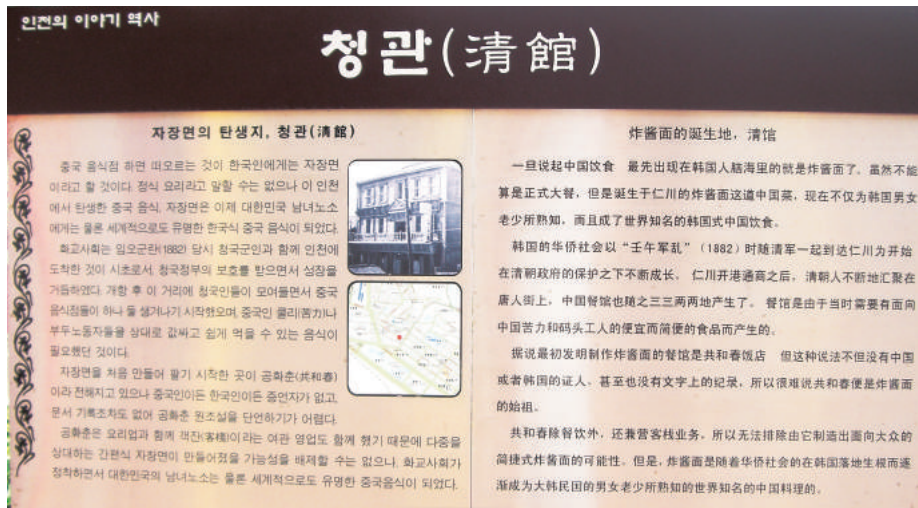 인천의 이야기 역사
청관(清館)
자장면의 탄생지, 청관(清館)
중국 음식점 하면 떠오르는 것이 한국인에게는 자장면
이라고 할 것이다. 정식 요리라고 말할 수는 없으나 이 인천
에서 탄생한 중국 음식, 자장면은 이제 대한민국 남녀노소
에게는 물론 세계적으로도 유명한 한국식 중국 음식이 되었다.
화교사회는 임오군란(1882) 당시 청국군인과 함께 인천에
도착한 것이 시초로서, 청국정부의 보호를 받으면서 성장을
거듭하였다. 개항 후 이 거리에 청국인들이 모여들면서 중국
음식점들이 하나 둘 생겨나기 시작했으며, 중국인 쿨리(苦力)나
부두노동자들을 상대로 값싸고 쉽게 먹을 수 있는 음식이
필요했던 것이다.
자장면을 처음 만들어 팔기 시작한 곳이 공화춘(共和春)
이라 전해지고 있으나 중국인이든 한국인이든 증언자가 없고,
문서 기록조차도 없어 공화춘 원조설을 단언하기가 어렵다.
공화춘은 요리업과 함께 객잔(客棧)이라는 여관 영업도 함께 했기 때문에 다중을
상대하는 간편식 자장면이 만들어졌을 가능성을 배제할 수는 없으나, 화교사회가
정착하면서 대한민국의 남녀노소는 물론 세계적으로도 유명한 중국음식이 되었다.
炸酱面的诞生地，清馆
一旦说起中国饮食 最先出现在韩国人脑海里的就是炸酱面了。虽然不能
算是正式大餐，但是诞生于仁川的炸酱面这道中国菜，现在不仅为韩国男女
老少所熟知，而且成了世界知名的韩国式中国饮食。
韩国的华侨社会以“壬午军乱”（1882）时随清军一起到达仁川为开始
在清朝政府的保护之下不断成长。 仁川开港通商之后，清朝人不断地汇聚在
唐人街上，中国餐馆也随之三三两两地产生了。餐馆是由于当时需要有面向
中国苦力和码头工人的便宜而简便的食品而产生的。
据说最初发明制作炸酱面的餐馆是共和春饭店 但这种说法不但没有中国
或者韩国的证人，甚至也没有文字上的纪录，所以很难说共和春便是炸酱面
的始祖。
共和春除餐饮外，还兼营客栈业务，所以无法排除由它制造出面向大众的
简捷式炸酱面的可能性。但是，炸酱面是随着华侨社会的在韩国落地生根而逐
渐成为大韩民国的男女老少所熟知的世界知名的中国料理的。